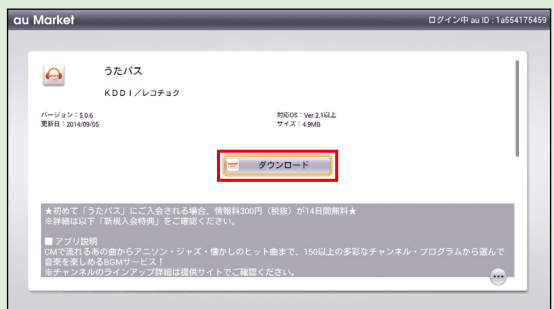 au Market
ログイン中 au ID : 1a554175459
うたパス
KDDI/レコチョク
バージョン：5.0.6
対応OS：Ver.2.1以上
更新日：2014/09/05
サイズ：4.9MB
ダウンロード
★初めて「うたパス」にご入会される場合、情報料300円（税抜）が14日間無料★
※詳細は以下「新規入会特典」をご確認ください。
■ アプリ説明
CMで流れるあの曲からアニソン・ジャズ・懐かしのヒット曲まで、150以上の多彩なチャンネル・プログラムから選んで
音楽を楽しめるBGMサービス！
※チャンネルのラインアップ詳細は提供サイトでご確認ください。